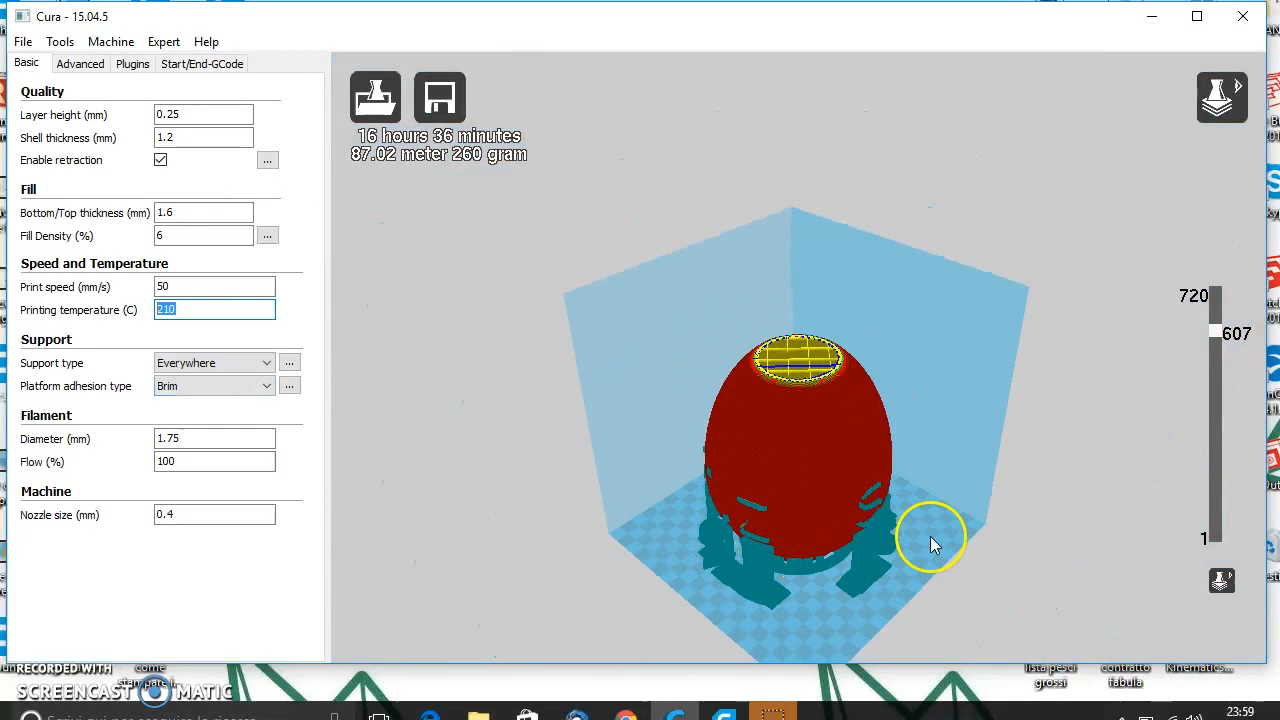 Cura - 15.04.5
File Tools Machine Expert Help
Basic Advanced Plugins Start/End-GCode
Quality
Layer height (mm) 0.25
Shell thickness (mm) 1.2
Enable retraction ...
Fill
Bottom/Top thickness (mm) 1.6
Fill Density (%) 6 ...
Speed and Temperature
Print speed (mm/s) 50
Printing temperature (C) 210
Support
Support type Everywhere ...
Platform adhesion type Brim ...
Filament
Diameter (mm) 1.75
Flow (%) 100
Machine
Nozzle size (mm) 0.4
16 hours 36 minutes
87.02 meter 260 gram
720
607
1
RECORDED WITH
SCREENCAST MATIC
come
lista pesci
grossi
contratto
fabula
Kinematics...
23:59